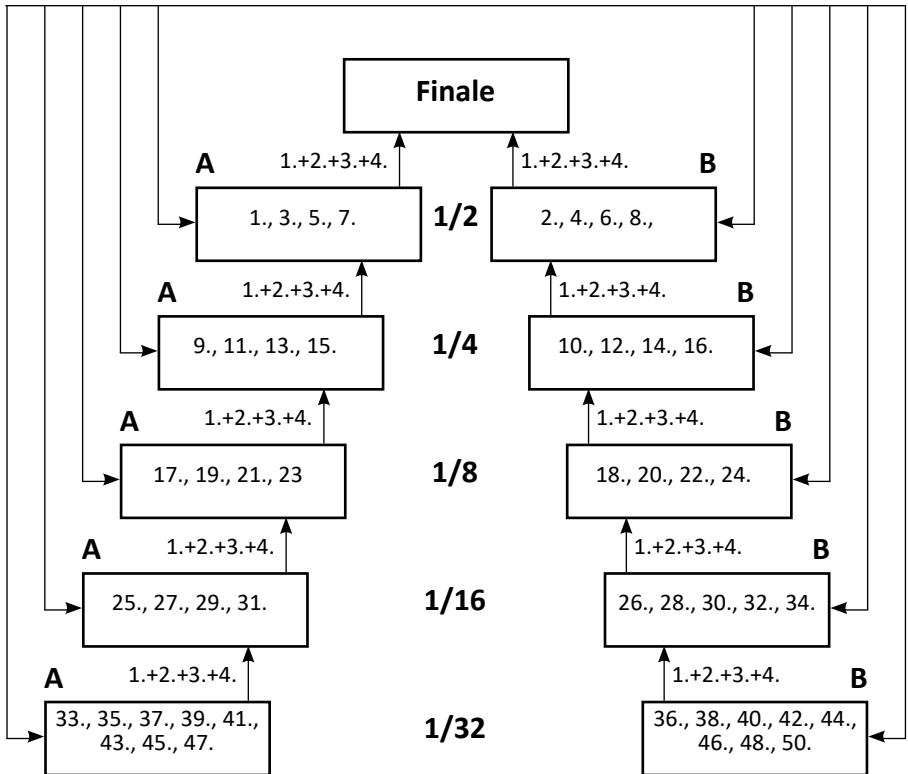 Finale
1.+2.+3.+4. 1.+2.+3.+4.
A B
1., 3., 5., 7. 1/2 2., 4., 6., 8.,
1.+2.+3.+4. 1.+2.+3.+4.
A B
9., 11., 13., 15. 1/4 10., 12., 14., 16.
1.+2.+3.+4. 1.+2.+3.+4.
A B
17., 19., 21., 23 1/8 18., 20., 22., 24.
1.+2.+3.+4. 1.+2.+3.+4.
A B
25., 27., 29., 31. 1/16 26., 28., 30., 32., 34.
1.+2.+3.+4. 1.+2.+3.+4.
A B
33., 35., 37., 39., 41., 36., 38., 40., 42., 44.,
43., 45., 47. 1/32 46., 48., 50.